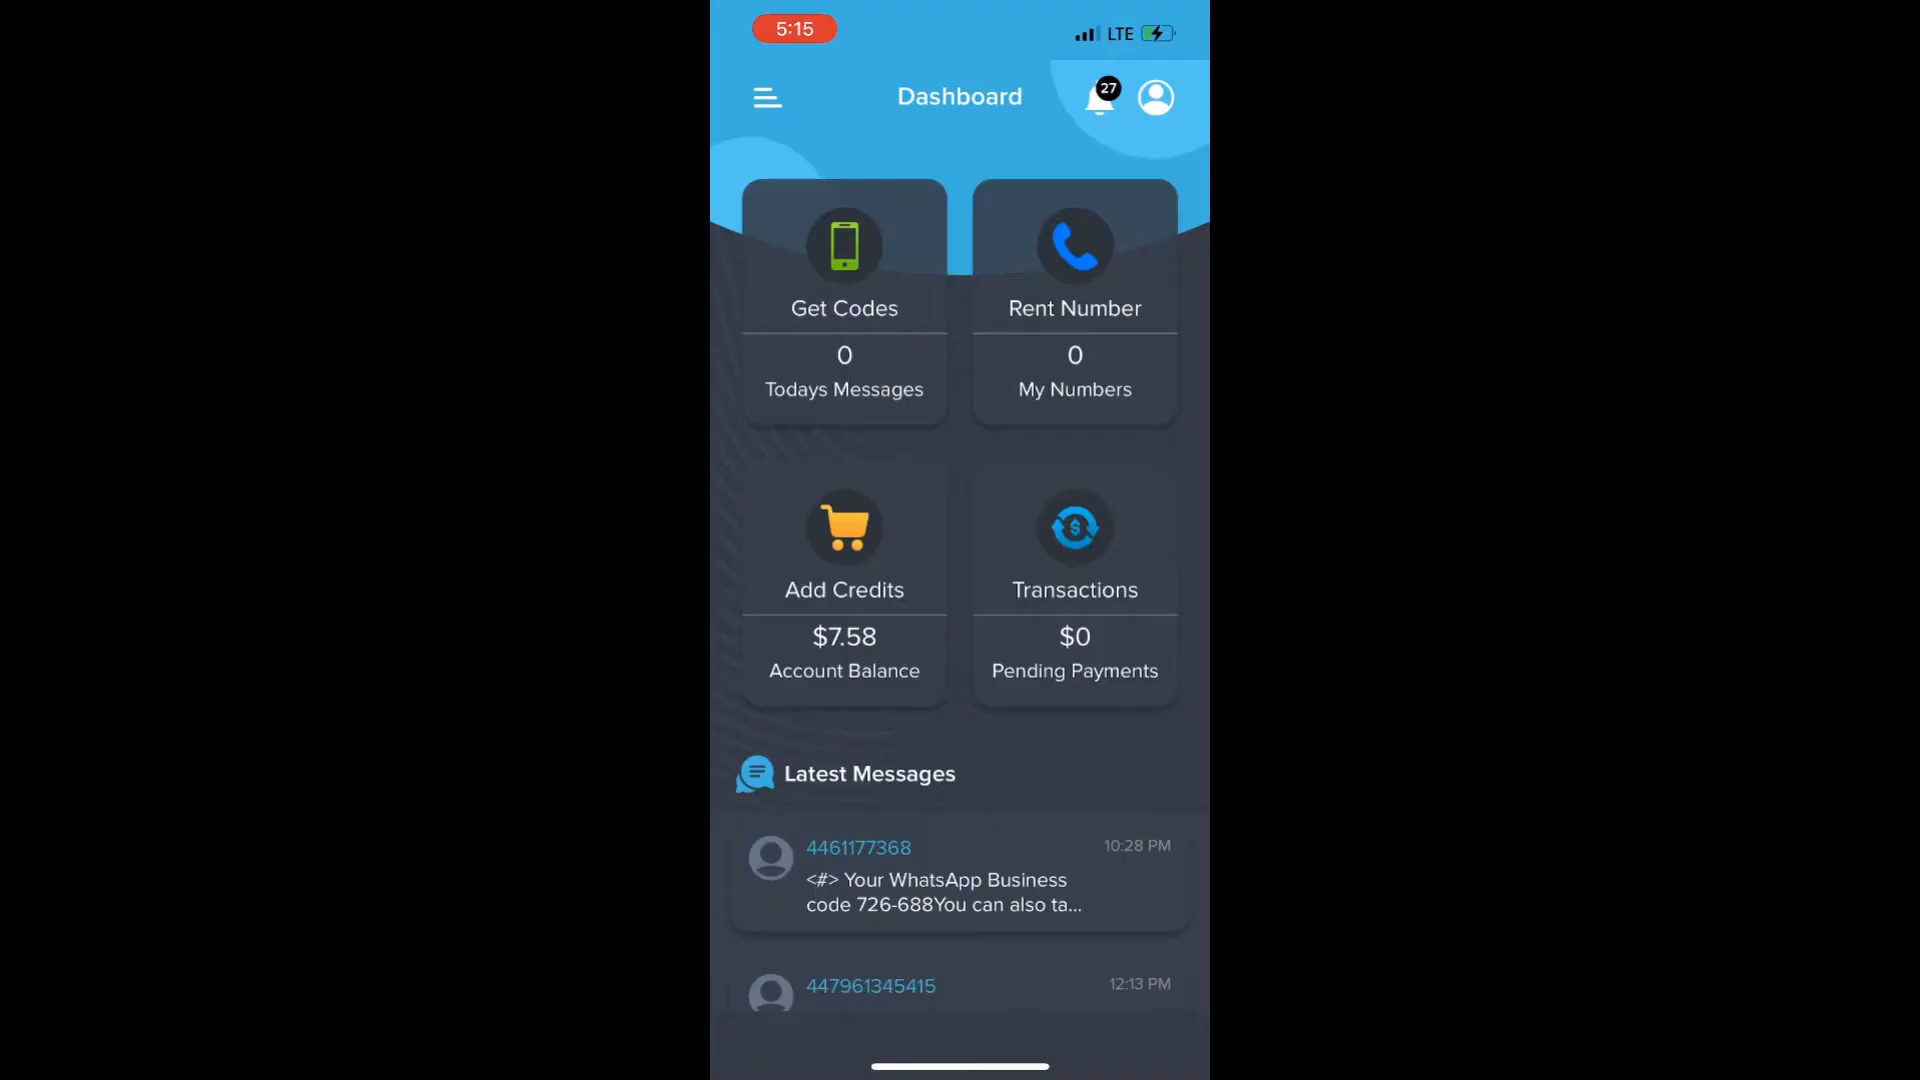 5:15
LTE
Dashboard
27
Get Codes
0
Todays Messages
Rent Number
0
My Numbers
$
Add Credits
$7.58
Account Balance
Transactions
$0
Pending Payments
Latest Messages
4461177368
10:28 PM
<#> Your WhatsApp Business
code 726-688You can also ta...
447961345415
12:13 PM